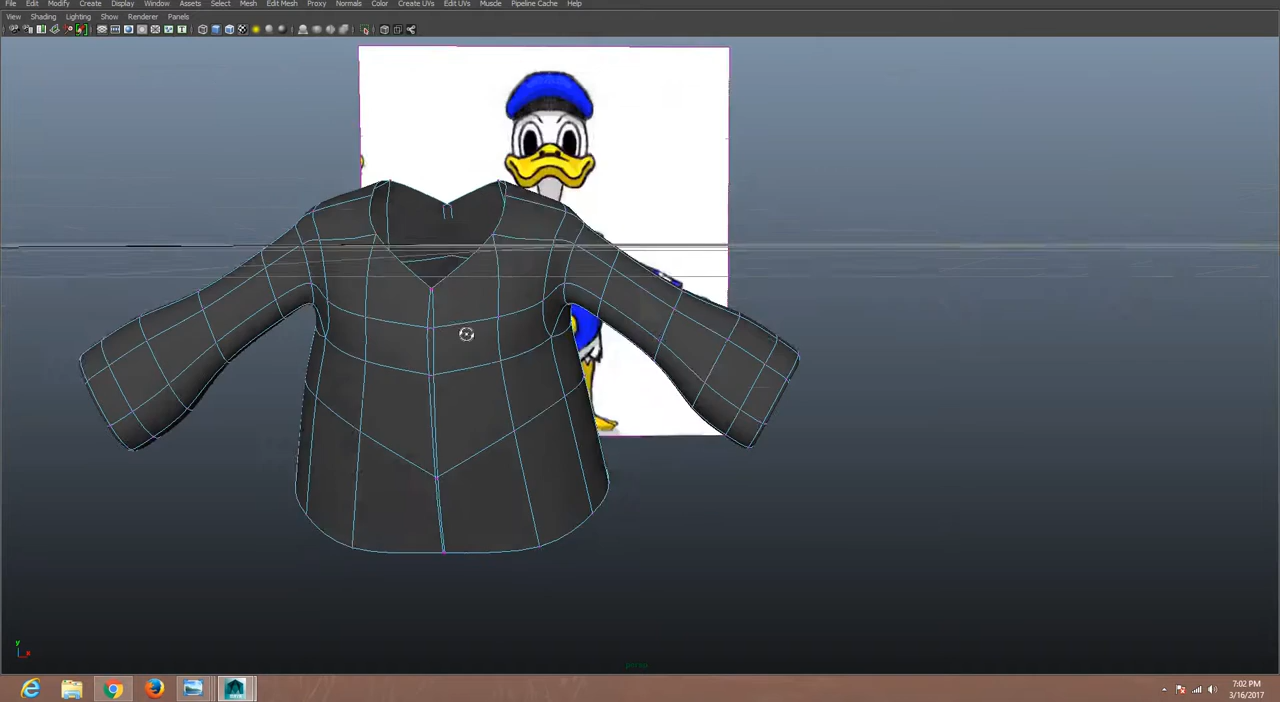 File Edit Modify Create Display Window Assets Select Mesh Edit Mesh Proxy Normals Color Create UVs Edit UVs Muscle Pipeline Cache Help
View Shading Lighting Show Renderer Panels
T
y
x
persp
7:02 PM
3/16/2017